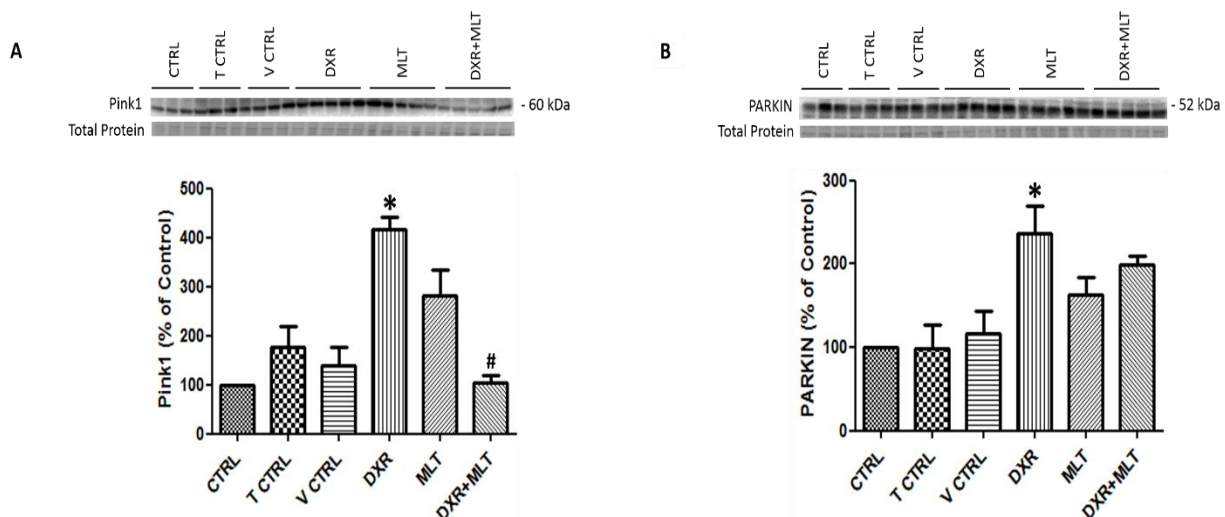 A
CTRL
T CTRL
V CTRL
DXR
MLT
DXR+MLT
Pink1
- 60 kDa
Total Protein
Pink1 (% of Control)
500
400
300
200
100
0
*
#
CTRL
T CTRL
V CTRL
DXR
MLT
DXR+MLT
B
CTRL
T CTRL
V CTRL
DXR
MLT
DXR+MLT
PARKIN
- 52 kDa
Total Protein
PARKIN (% of Control)
300
200
100
0
*
CTRL
T CTRL
V CTRL
DXR
MLT
DXR+MLT